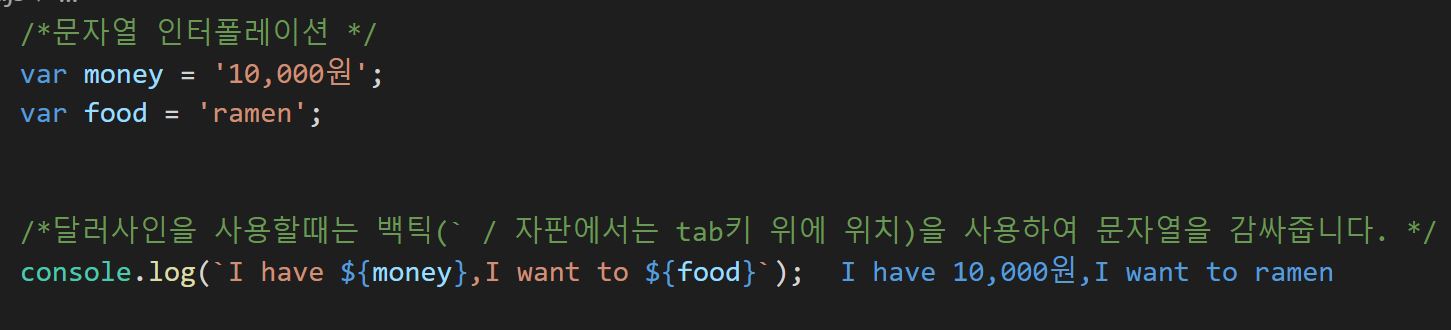 /*문자열 인터폴레이션 */
var money = '10,000원';
var food = 'ramen';
/*달러사인을 사용할때는 백틱(` / 자판에서는 tab키 위에 위치)을 사용하여 문자열을 감싸줍니다. */
console.log(`I have ${money},I want to ${food}`);  I have 10,000원,I want to ramen